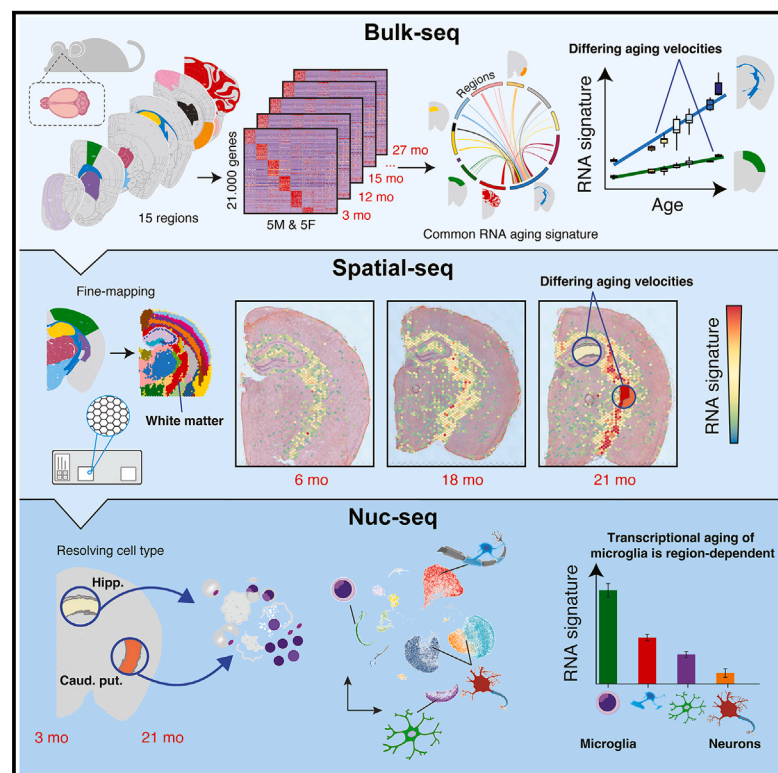 Bulk-seq
15 regions
21.000 genes
5M & 5F
27 mo
...
15 mo
12 mo
3 mo
Regions
Common RNA aging signature
Differing aging velocities
RNA signature
Age
Spatial-seq
Fine-mapping
White matter
6 mo
18 mo
Differing aging velocities
21 mo
RNA signature
Nuc-seq
Resolving cell type
Hipp.
Caud. put.
3 mo
21 mo
Transcriptional aging of
microglia is region-dependent
RNA signature
Microglia
Neurons